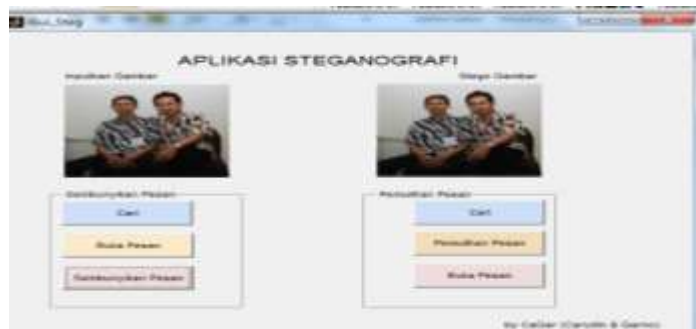 APLIKASI STEGANOGRAFI
Inputkan Gambar
Stego Gambar
Sembunyikan Pesan
Cari
Buka Pesan
Sembunyikan Pesan
Pemulihan Pesan
Cari
Pemulihan Pesan
Buka Pesan